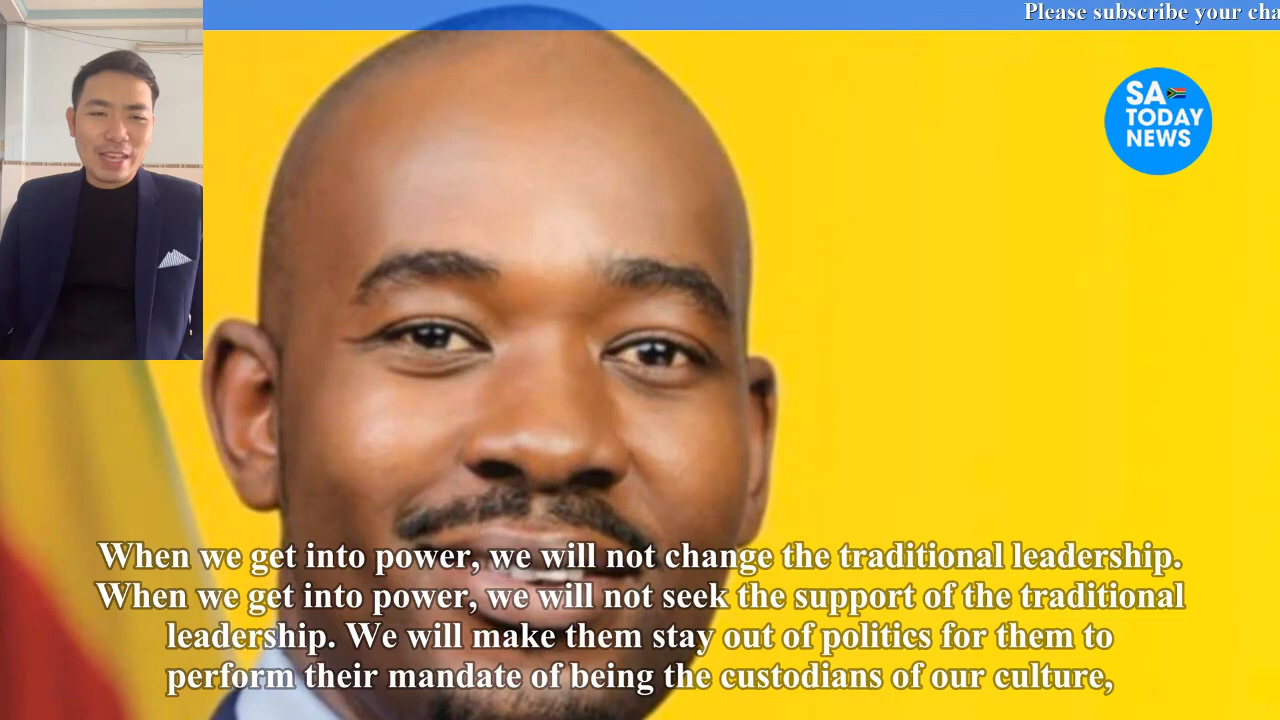 Please subscribe your cha
SA
TODAY
NEWS
When we get into power, we will not change the traditional leadership.
When we get into power, we will not seek the support of the traditional
leadership. We will make them stay out of politics for them to
perform their mandate of being the custodians of our culture,